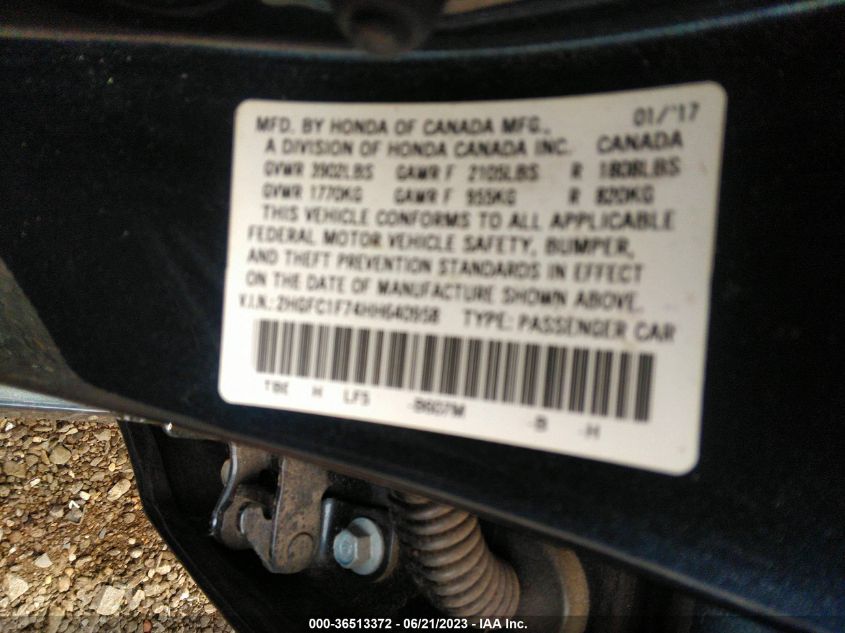 01/'17
MFD. BY HONDA OF CANADA MFG.,
A DIVISION OF HONDA CANADA INC. CANADA
GVWR 3902LBS GAWR F 2105LBS R 1808LBS
GVWR 1770KG GAWR F 955KG R 820KG
THIS VEHICLE CONFORMS TO ALL APPLICABLE
FEDERAL MOTOR VEHICLE SAFETY, BUMPER,
AND THEFT PREVENTION STANDARDS IN EFFECT
ON THE DATE OF MANUFACTURE SHOWN ABOVE.
V.I.N.: 2HGFC1F74HH640958 TYPE: PASSENGER CAR
TBE H LFS -B607M -B -H
000-36513372 - 06/21/2023 - IAA Inc.